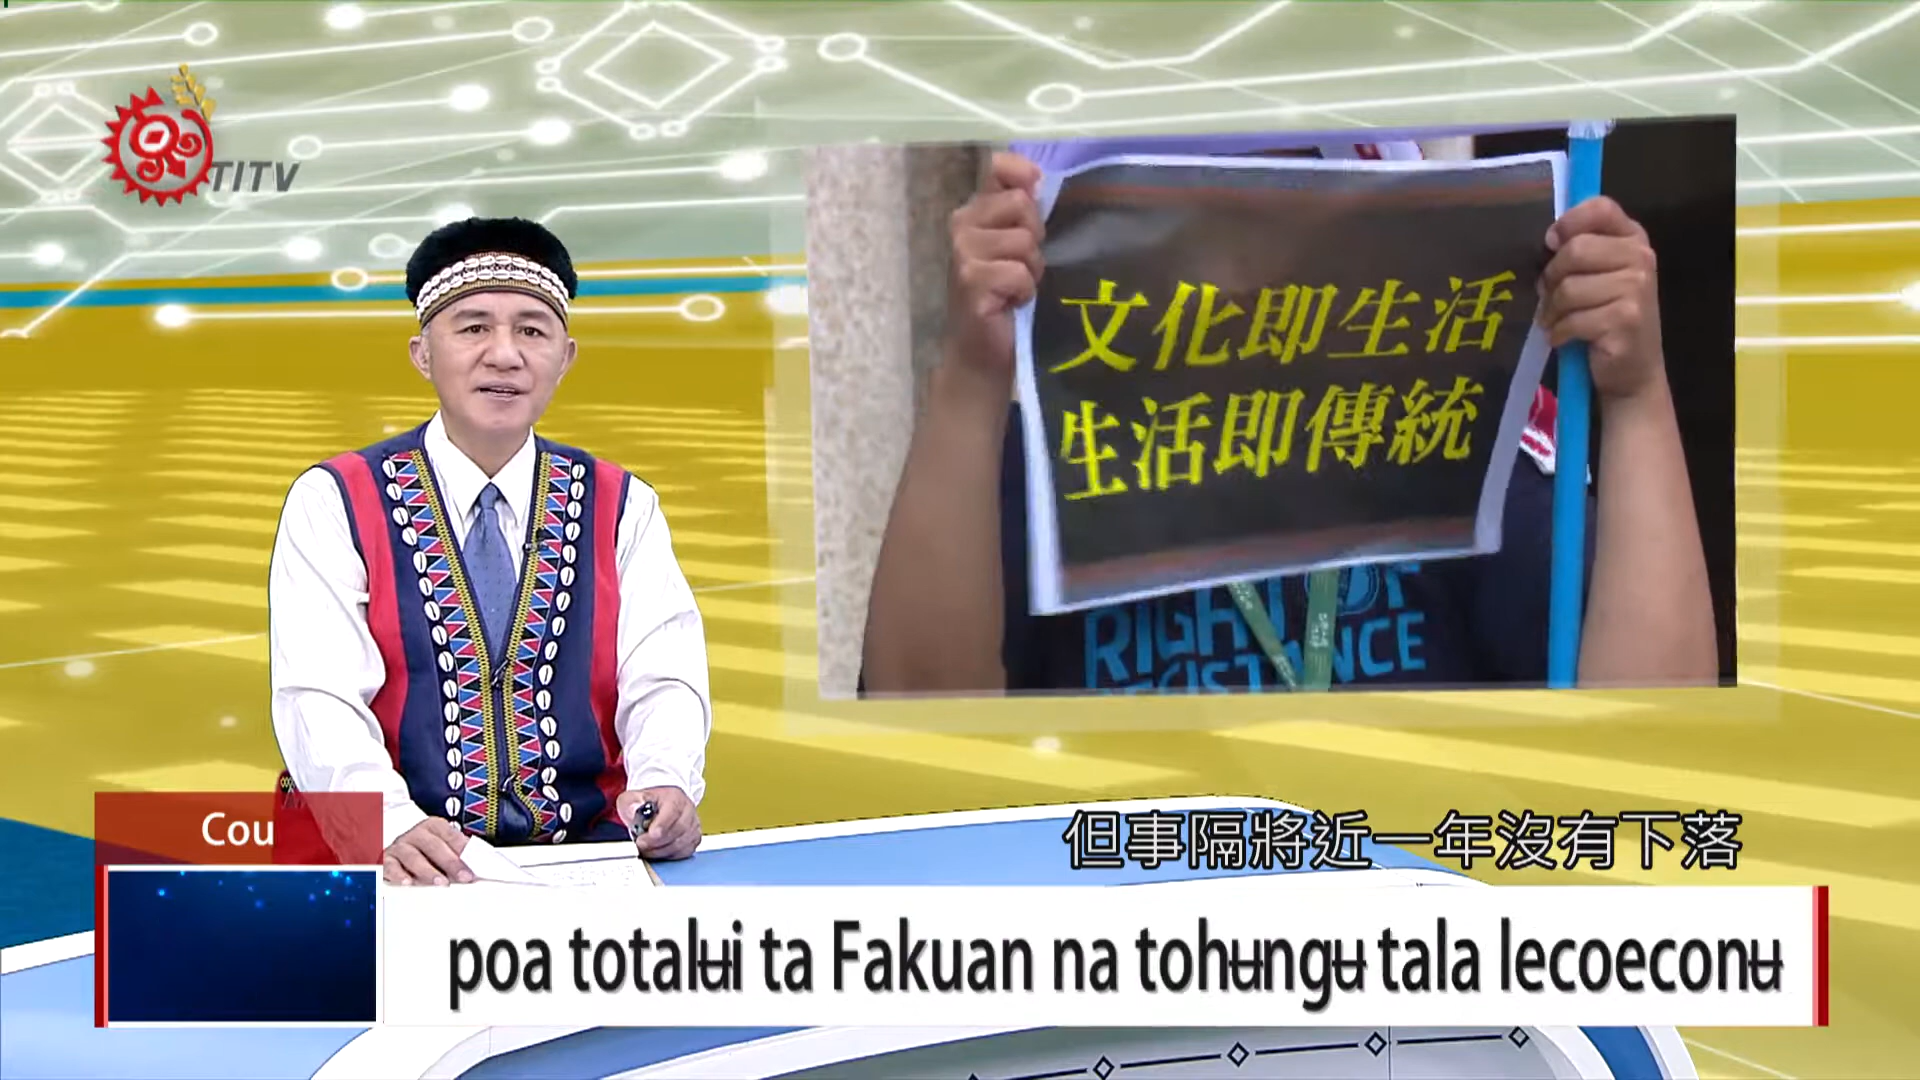 TITV
文化即生活
生活即傳統
RIGHT OF
RESISTANCE
Cou
但事隔將近一年沒有下落
poa totalʉi ta Fakuan na tohʉngʉ tala lecoeconʉ